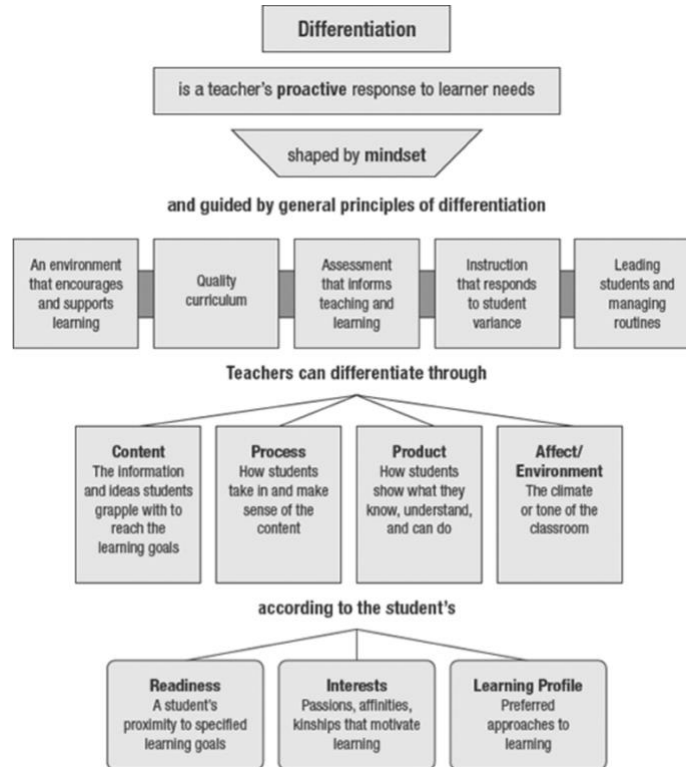 Differentiation
is a teacher's proactive response to learner needs
shaped by mindset
and guided by general principles of differentiation
An environment
that encourages
and supports
learning
Quality
curriculum
Assessment
that informs
teaching and
learning
Instruction
that responds
to student
variance
Leading
students and
managing
routines
Teachers can differentiate through
Content
The information
and ideas students
grapple with to
reach the
learning goals
Process
How students
take in and make
sense of the
content
Product
How students
show what they
know, understand,
and can do
Affect/
Environment
The climate
or tone of the
classroom
according to the student's
Readiness
A student's
proximity to specified
learning goals
Interests
Passions, affinities,
kinships that motivate
learning
Learning Profile
Preferred
approaches to
learning